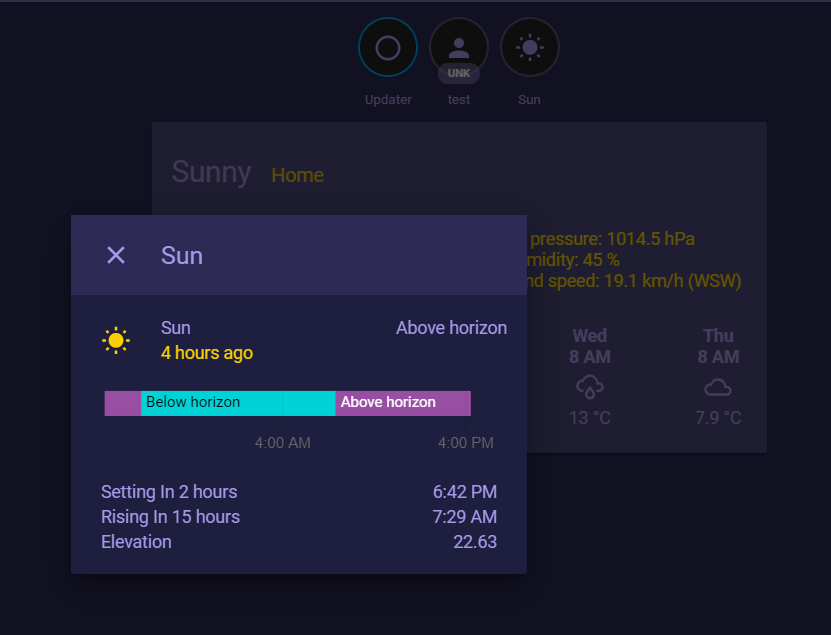 UNK
Updater
test
Sun
Sunny
Home
pressure: 1014.5 hPa
midity: 45 %
nd speed: 19.1 km/h (WSW)
Sun
Sun
Above horizon
4 hours ago
Wed
Thu
8 AM
8 AM
Below horizon
Above horizon
13 °C
7.9 °C
4:00 AM
4:00 PM
Setting In 2 hours
6:42 PM
Rising In 15 hours
7:29 AM
Elevation
22.63